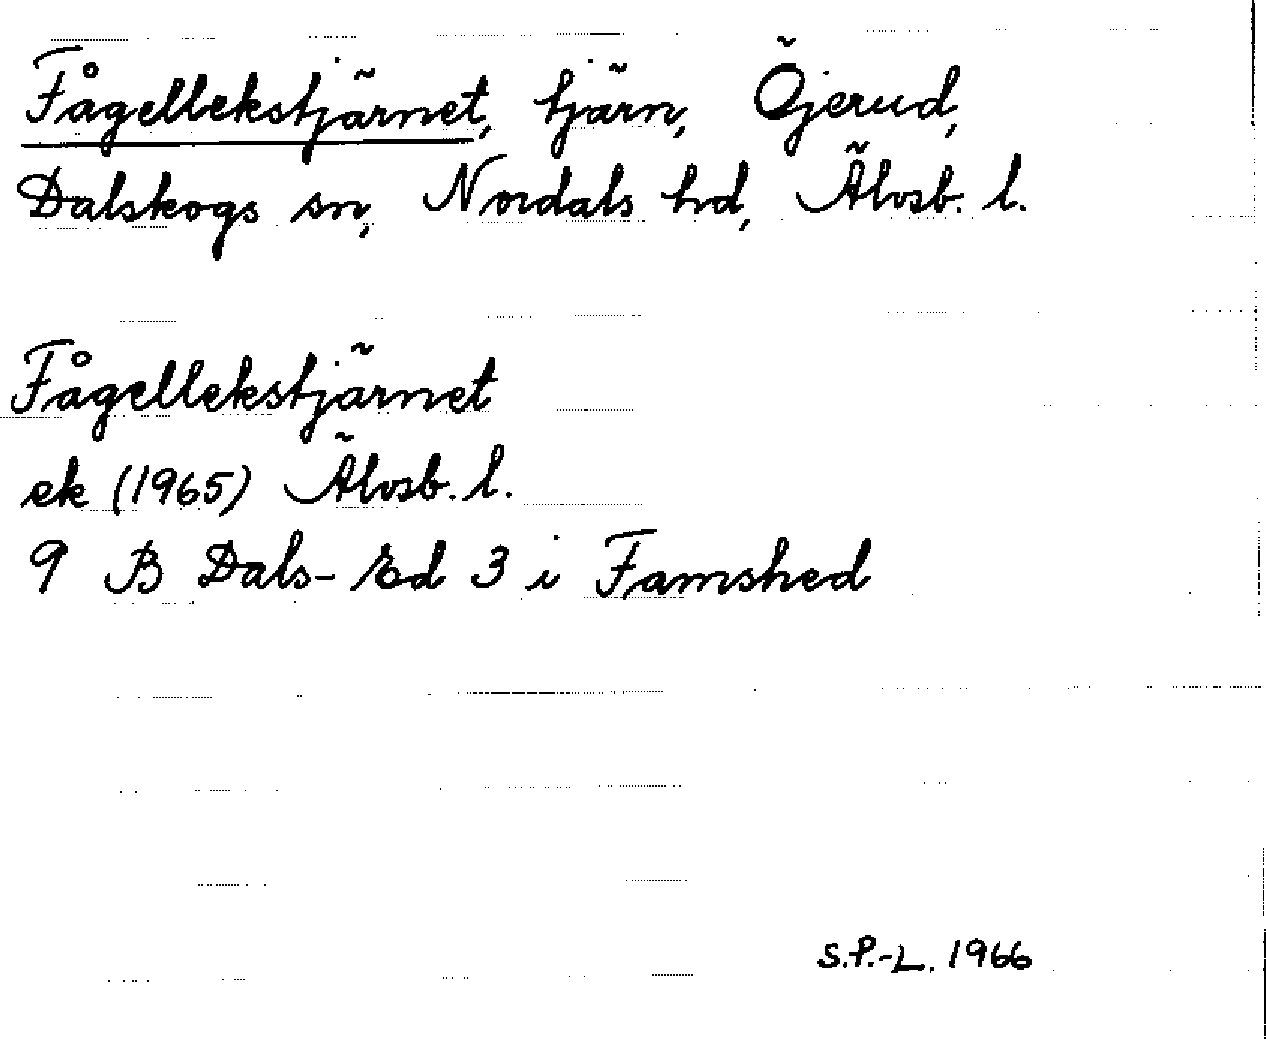 Fågellekstjärnet, tjärn, Öjerud,
Dalskogs sn, Nordals hd, Älvsb. l.
Fågellekstjärnet
ek (1965) Älvsb. l.
9 B Dals-Ed 3 i Famshed
S.P.-L. 1966